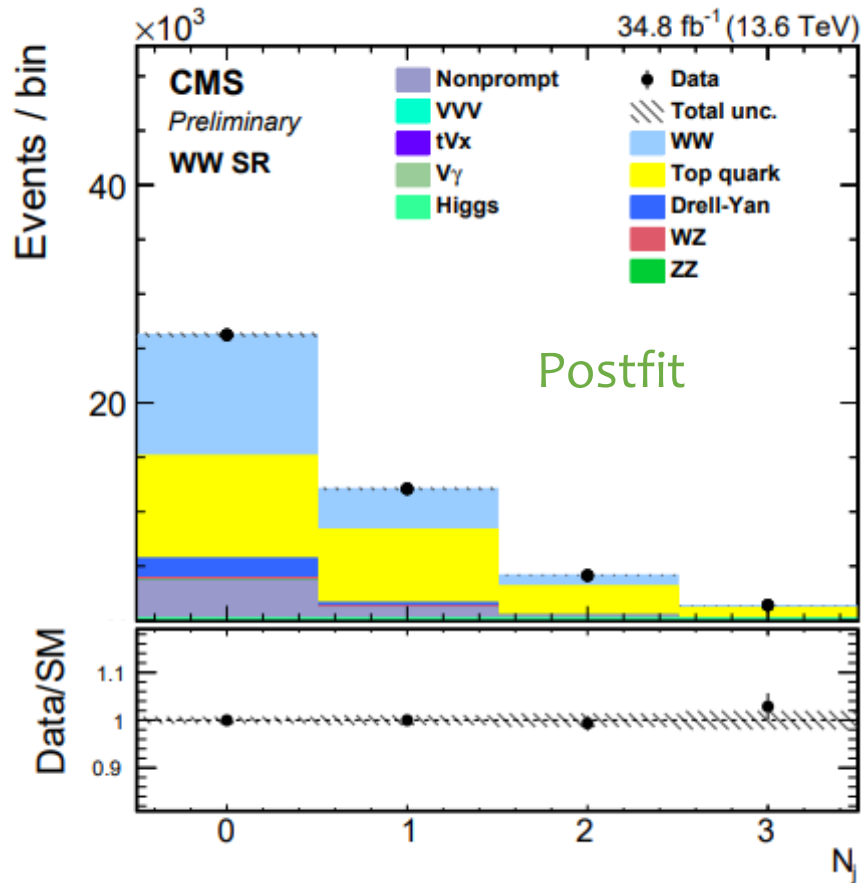 ×10³ 34.8 fb⁻¹ (13.6 TeV)
Events / bin
CMS
Preliminary
WW SR
Nonprompt
VVV
tVx
Vγ
Higgs
Data
Total unc.
WW
Top quark
Drell-Yan
WZ
ZZ
40
20
Postfit
Data/SM
1.1
1
0.9
0 1 2 3
Nj